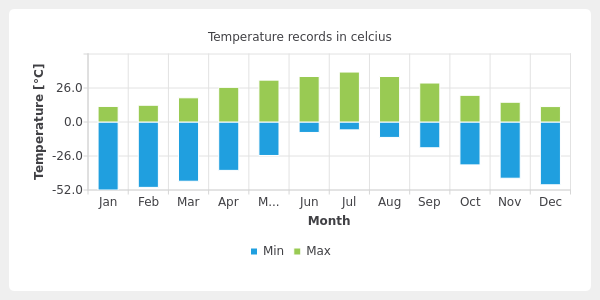 Temperature records in celcius
Temperature [°C]
26.0
0.0
-26.0
-52.0
Jan Feb Mar Apr M... Jun Jul Aug Sep Oct Nov Dec
Month
Min Max